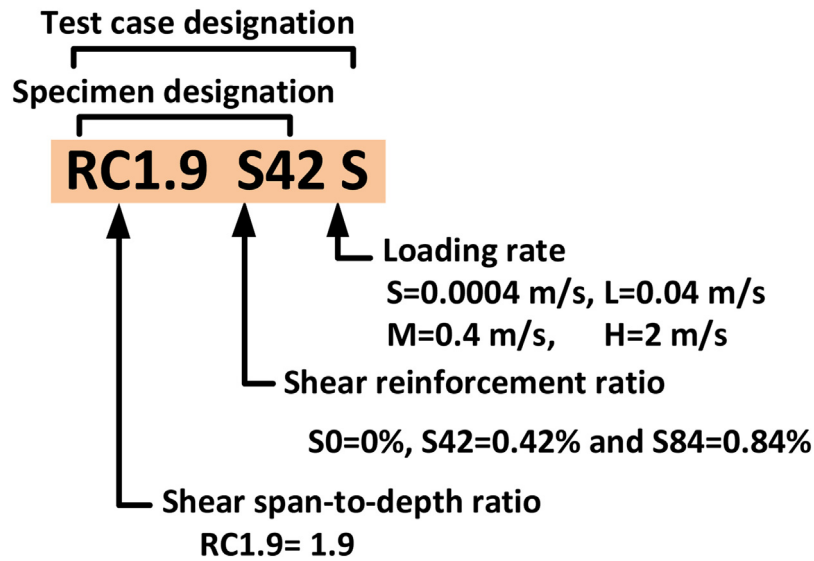 Test case designation
Specimen designation
RC1.9 S42 S
Loading rate
S=0.0004 m/s, L=0.04 m/s
M=0.4 m/s, H=2 m/s
Shear reinforcement ratio
S0=0%, S42=0.42% and S84=0.84%
Shear span-to-depth ratio
RC1.9= 1.9